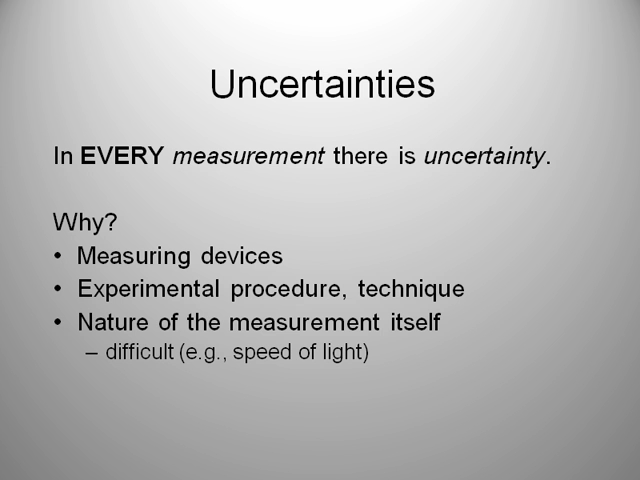 Uncertainties
In EVERY measurement there is uncertainty.
Why?
• Measuring devices
• Experimental procedure, technique
• Nature of the measurement itself
– difficult (e.g., speed of light)